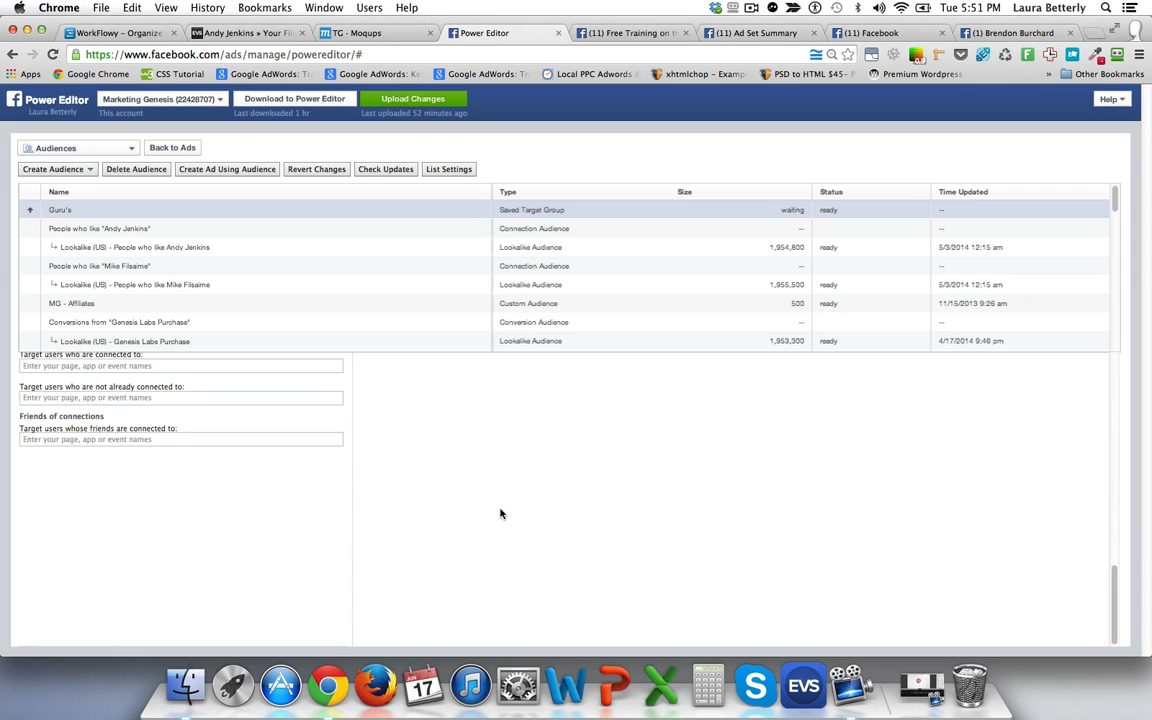 Chrome File Edit View History Bookmarks Window Users Help Tue 5:51 PM Laura Betterly
WorkFlowy - Organize EVS Andy Jenkins » Your Fi TG - Moqups Power Editor (11) Free Training on th (11) Ad Set Summary (11) Facebook (1) Brendon Burchard
https://www.facebook.com/ads/manage/powereditor/#
Apps Google Chrome CSS Tutorial Google AdWords: Tr Google AdWords: Ke Google AdWords: Tr Local PPC Adwords xhtmlchop - Exampl PSD to HTML $45- P Premium Wordpress » Other Bookmarks
Power Editor Marketing Genesis (22428707) Download to Power Editor Upload Changes Help
Laura Betterly This account Last downloaded 1 hr Last uploaded 52 minutes ago
Audiences Back to Ads
Create Audience Delete Audience Create Ad Using Audience Revert Changes Check Updates List Settings
Name Type Size Status Time Updated
Guru's Saved Target Group waiting ready --
People who like "Andy Jenkins" Connection Audience -- --
Lookalike (US) - People who like Andy Jenkins Lookalike Audience 1,954,800 ready 5/3/2014 12:15 am
People who like "Mike Filsaime" Connection Audience -- --
Lookalike (US) - People who like Mike Filsaime Lookalike Audience 1,955,500 ready 5/3/2014 12:15 am
MG - Affiliates Custom Audience 500 ready 11/15/2013 9:26 am
Conversions from "Genesis Labs Purchase" Conversion Audience -- --
Lookalike (US) - Genesis Labs Purchase Lookalike Audience 1,953,300 ready 4/17/2014 9:46 pm
Target users who are connected to:
Enter your page, app or event names
Target users who are not already connected to:
Enter your page, app or event names
Friends of connections
Target users whose friends are connected to:
Enter your page, app or event names
JUN
17
EVS